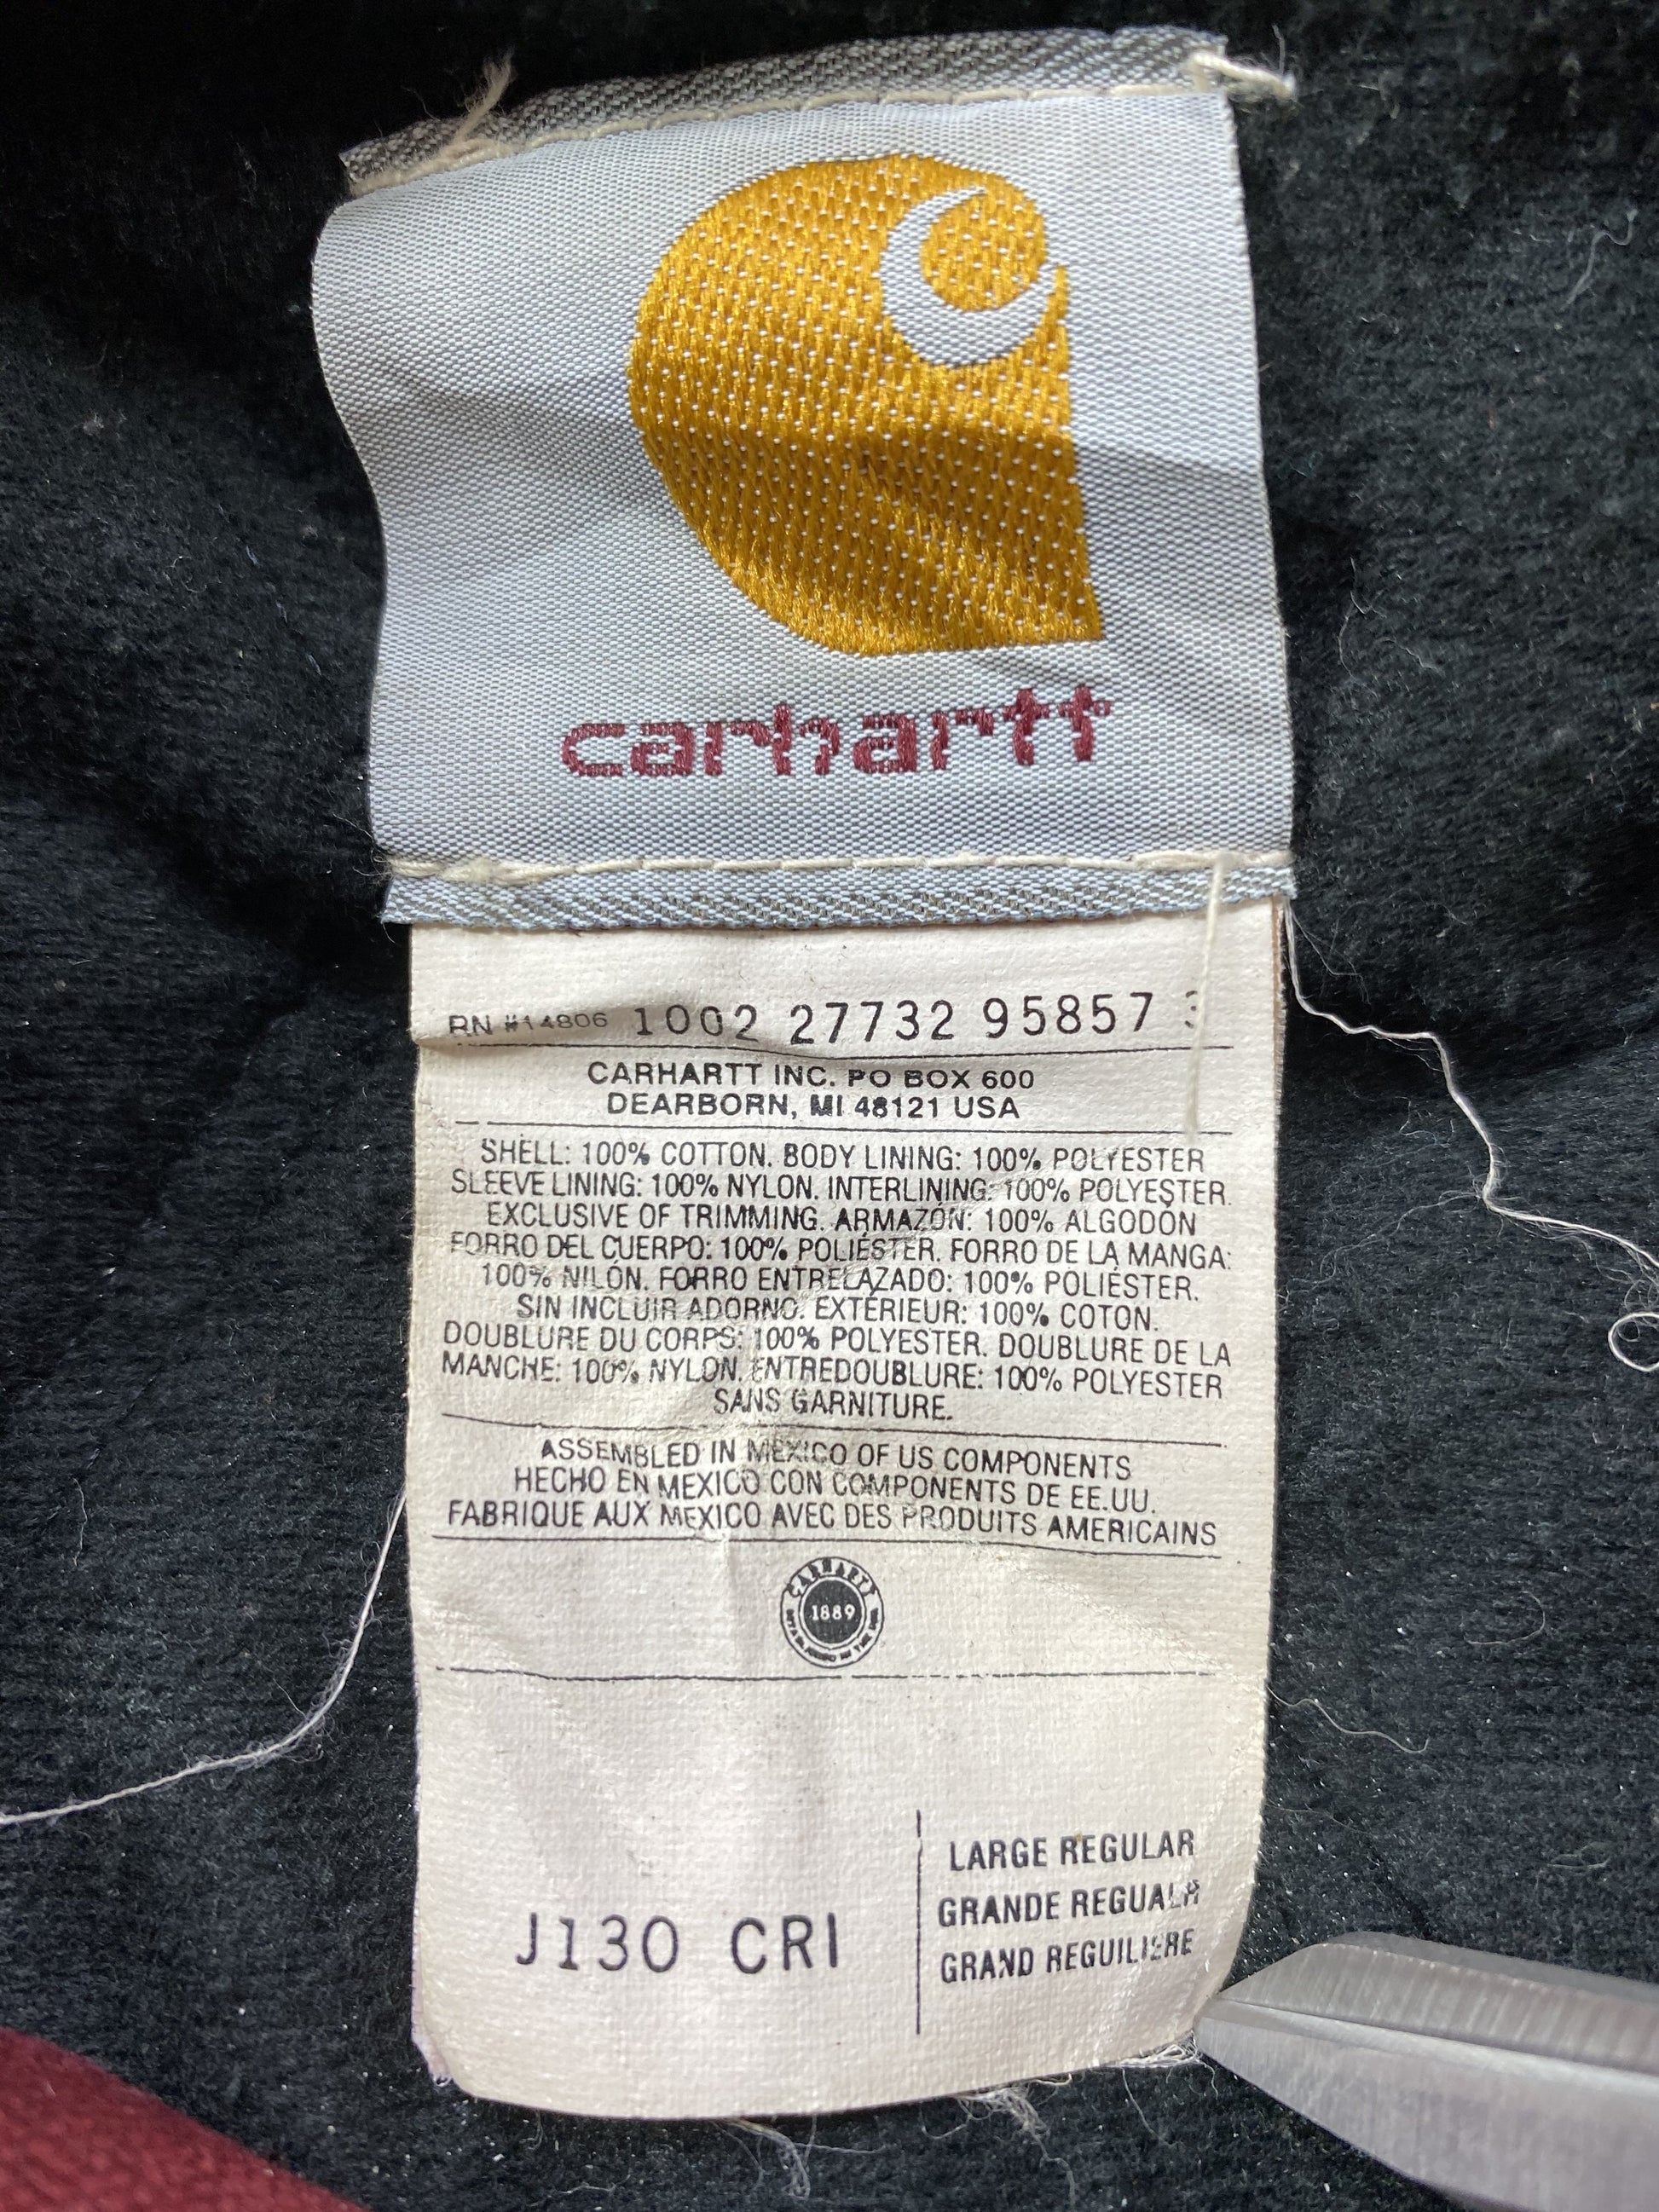 carhartt
RN #14806 1002 27732 95857
CARHARTT INC. PO BOX 600
DEARBORN, MI 48121 USA
SHELL: 100% COTTON. BODY LINING: 100% POLYESTER
SLEEVE LINING: 100% NYLON. INTERLINING: 100% POLYESTER.
EXCLUSIVE OF TRIMMING. ARMAZÓN: 100% ALGODÓN
FORRO DEL CUERPO: 100% POLIÉSTER. FORRO DE LA MANGA:
100% NILÓN. FORRO ENTRELAZADO: 100% POLIÉSTER.
SIN INCLUIR ADORNO. EXTÉRIEUR: 100% COTON.
DOUBLURE DU CORPS: 100% POLYESTER. DOUBLURE DE LA
MANCHE: 100% NYLON. ENTREDOUBLURE: 100% POLYESTER
SANS GARNITURE.
ASSEMBLED IN MEXICO OF US COMPONENTS
HECHO EN MEXICO CON COMPONENTS DE EE.UU.
FABRIQUE AUX MEXICO AVEC DES PRODUITS AMERICAINS
CARHARTT
1889
J130 CRI
LARGE REGULAR
GRANDE REGUALR
GRAND REGUILIERE